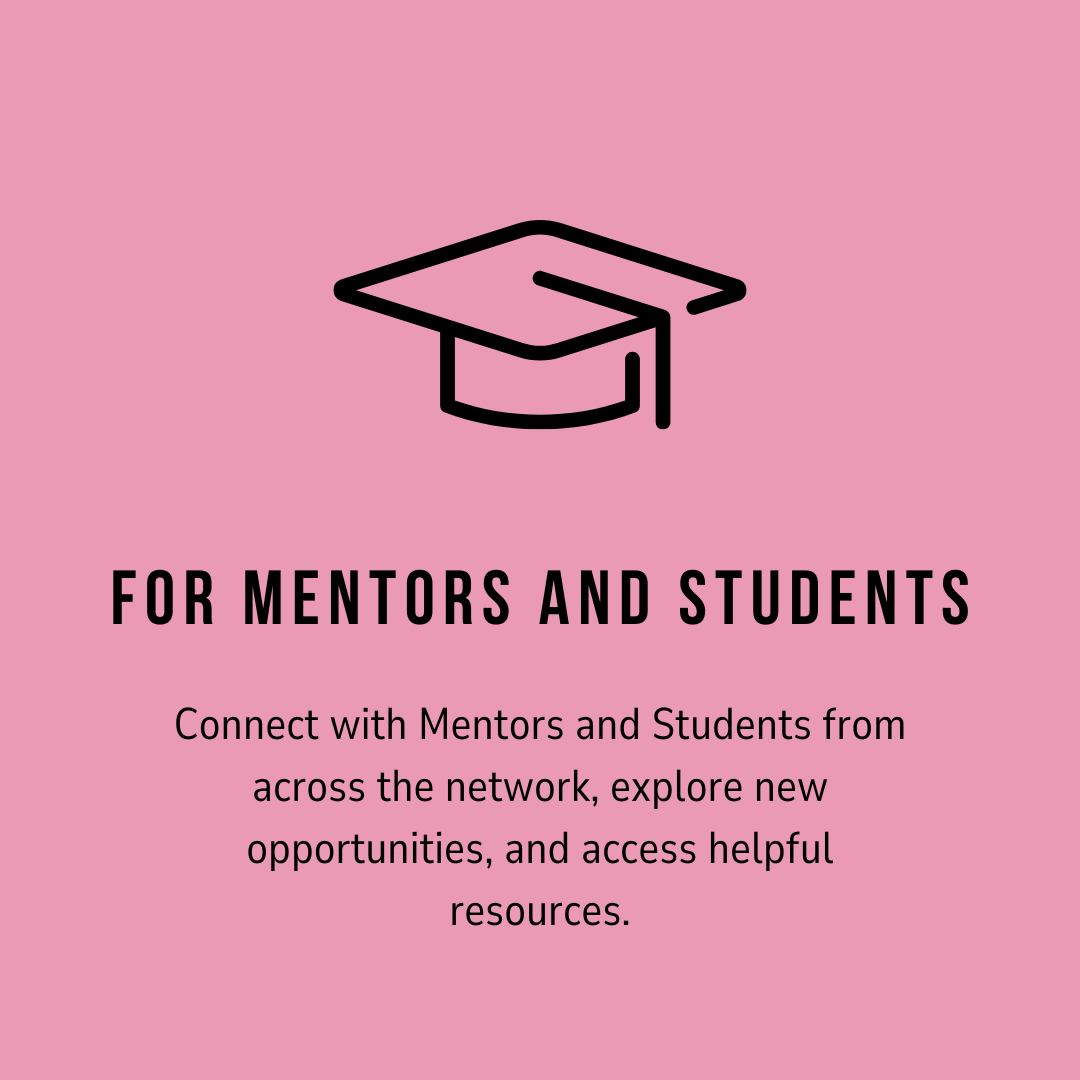 FOR MENTORS AND STUDENTS
Connect with Mentors and Students from
across the network, explore new
opportunities, and access helpful
resources.